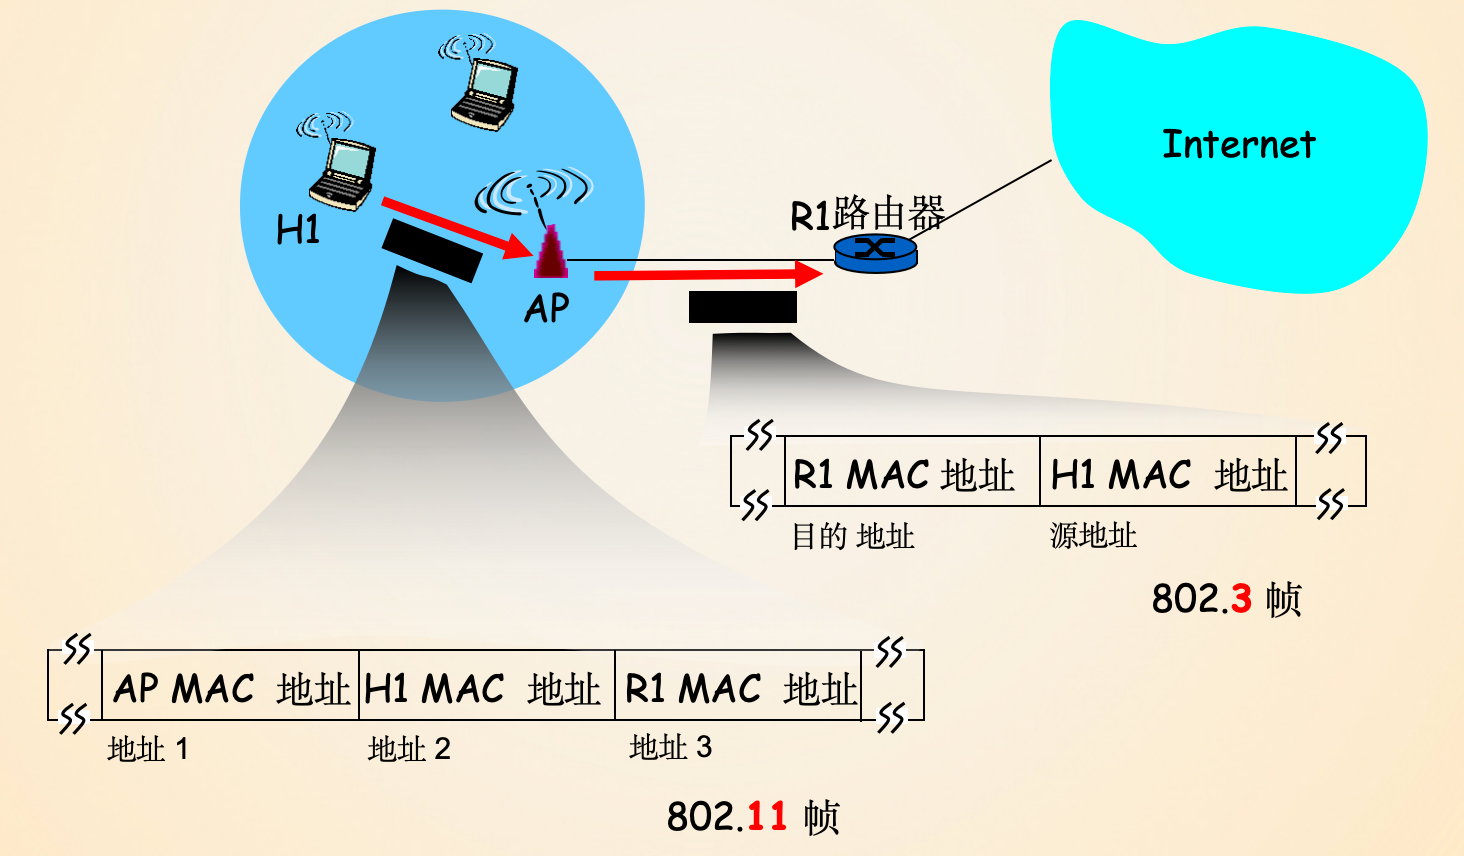 Internet
R1路由器
H1
AP
R1 MAC 地址 H1 MAC 地址
目的 地址 源地址
802.3 帧
AP MAC 地址 H1 MAC 地址 R1 MAC 地址
地址 1 地址 2 地址 3
802.11 帧